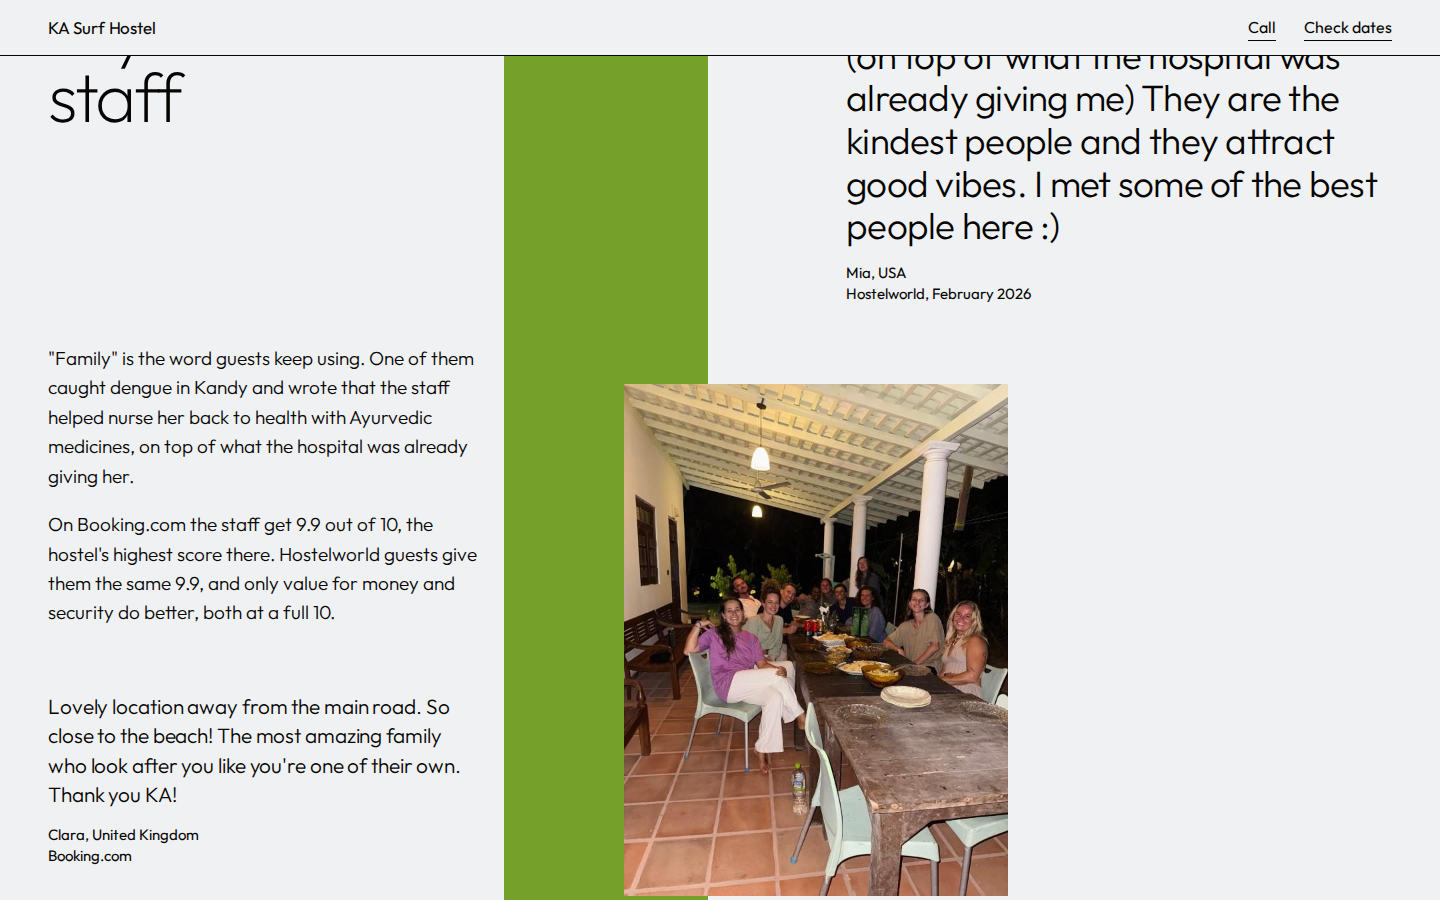 KA Surf Hostel
Call
Check dates
staff
(on top of what the hospital was
already giving me) They are the
kindest people and they attract
good vibes. I met some of the best
people here :)
Mia, USA
Hostelworld, February 2026
"Family" is the word guests keep using. One of them
caught dengue in Kandy and wrote that the staff
helped nurse her back to health with Ayurvedic
medicines, on top of what the hospital was already
giving her.
On Booking.com the staff get 9.9 out of 10, the
hostel's highest score there. Hostelworld guests give
them the same 9.9, and only value for money and
security do better, both at a full 10.
Lovely location away from the main road. So
close to the beach! The most amazing family
who look after you like you're one of their own.
Thank you KA!
Clara, United Kingdom
Booking.com